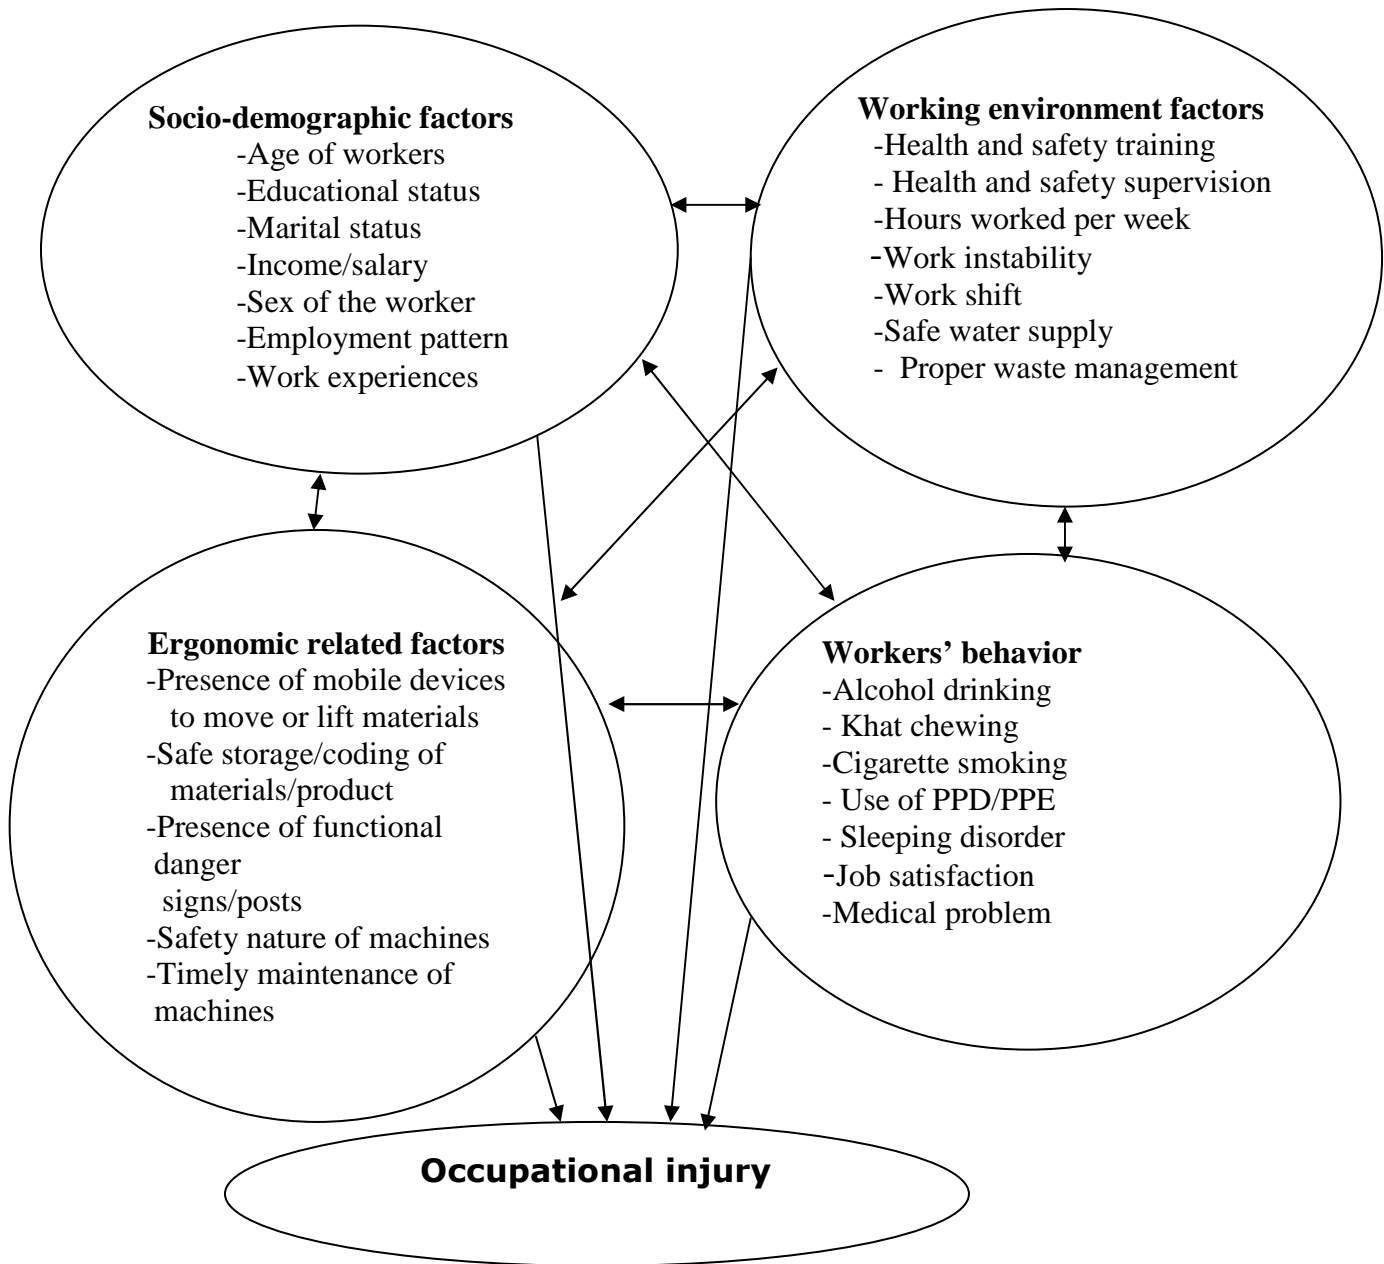 Socio-demographic factors
-Age of workers
-Educational status
-Marital status
-Income/salary
-Sex of the worker
-Employment pattern
-Work experiences
Working environment factors
-Health and safety training
- Health and safety supervision
-Hours worked per week
-Work instability
-Work shift
-Safe water supply
- Proper waste management
Ergonomic related factors
-Presence of mobile devices
to move or lift materials
-Safe storage/coding of
materials/product
-Presence of functional
danger
signs/posts
-Safety nature of machines
-Timely maintenance of
machines
Workers’ behavior
-Alcohol drinking
- Khat chewing
-Cigarette smoking
- Use of PPD/PPE
- Sleeping disorder
-Job satisfaction
-Medical problem
Occupational injury